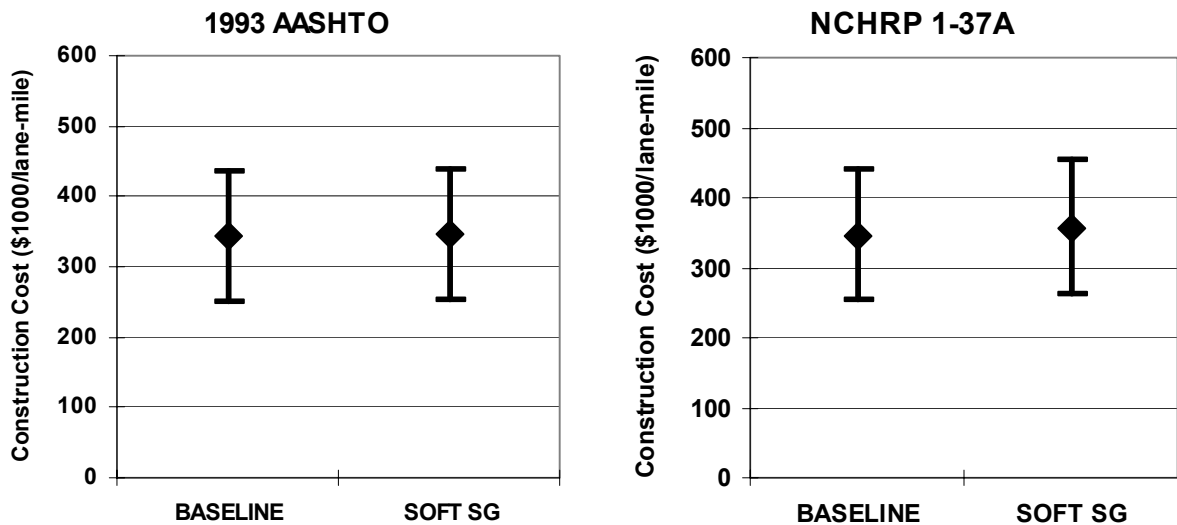 1993 AASHTO
Construction Cost ($1000/lane-mile)
600
500
400
300
200
100
0
BASELINE SOFT SG
NCHRP 1-37A
Construction Cost ($1000/lane-mile)
600
500
400
300
200
100
0
BASELINE SOFT SG